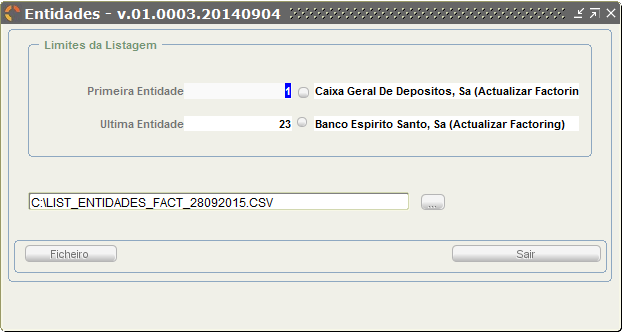 Entidades - v.01.0003.20140904
Limites da Listagem
Primeira Entidade 1 Caixa Geral De Depositos, Sa (Actualizar Factorin
Ultima Entidade 23 Banco Espirito Santo, Sa (Actualizar Factoring)
C:\LIST_ENTIDADES_FACT_28092015.CSV ...
Ficheiro Sair